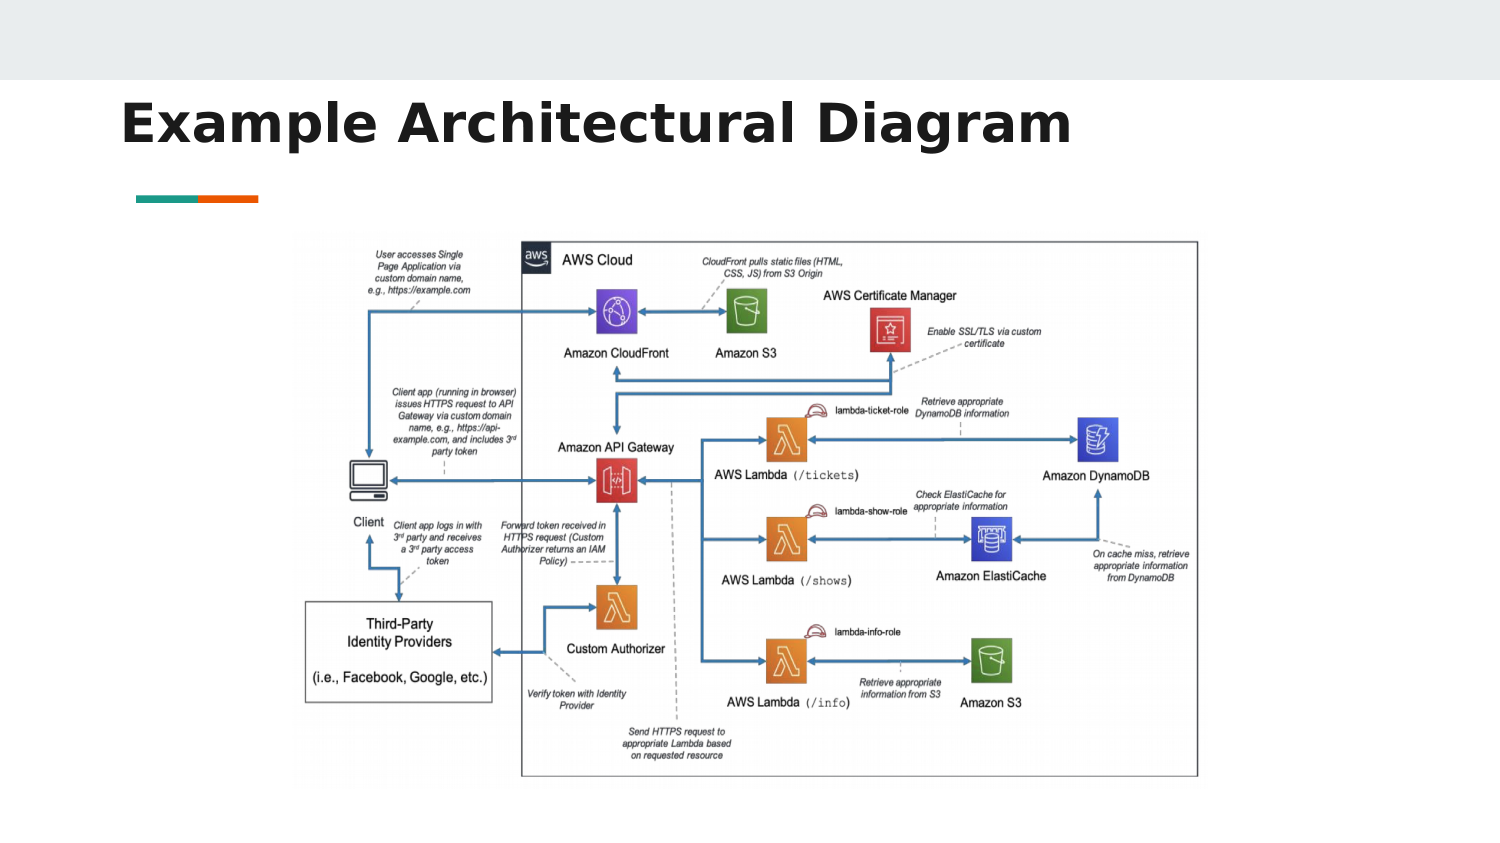 Example Architectural Diagram
User accesses Single
Page Application via
custom domain name,
e.g., https://example.com
aws
AWS Cloud
CloudFront pulls static files (HTML,
CSS, JS) from S3 Origin
AWS Certificate Manager
Enable SSL/TLS via custom
certificate
Amazon CloudFront
Amazon S3
Client app (running in browser)
issues HTTPS request to API
Gateway via custom domain
name, e.g., https://api-
example.com, and includes 3rd
party token
Amazon API Gateway
lambda-ticket-role
Retrieve appropriate
DynamoDB information
AWS Lambda (/tickets)
Amazon DynamoDB
Client
Client app logs in with
3rd party and receives
a 3rd party access
token
Forward token received in
HTTPS request (Custom
Authorizer returns an IAM
Policy)
lambda-show-role
Check ElastiCache for
appropriate information
AWS Lambda (/shows)
Amazon ElastiCache
On cache miss, retrieve
appropriate information
from DynamoDB
Third-Party
Identity Providers
(i.e., Facebook, Google, etc.)
Custom Authorizer
Verify token with Identity
Provider
lambda-info-role
AWS Lambda (/info)
Retrieve appropriate
information from S3
Amazon S3
Send HTTPS request to
appropriate Lambda based
on requested resource